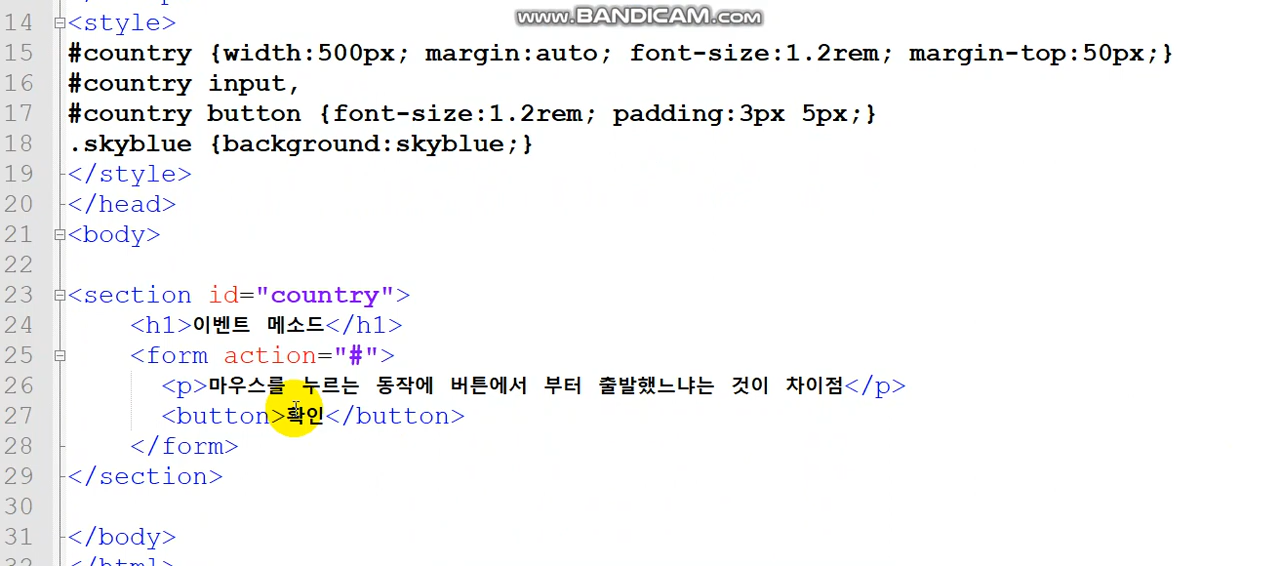 www.BANDICAM.com
14 <style>
15 #country {width:500px; margin:auto; font-size:1.2rem; margin-top:50px;}
16 #country input,
17 #country button {font-size:1.2rem; padding:3px 5px;}
18 .skyblue {background:skyblue;}
19 </style>
20 </head>
21 <body>
22
23 <section id="country">
24 <h1>이벤트 메소드</h1>
25 <form action="#">
26 <p>마우스를 누르는 동작에 버튼에서 부터 출발했느냐는 것이 차이점</p>
27 <button>확인</button>
28 </form>
29 </section>
30
31 </body>
32 </html>